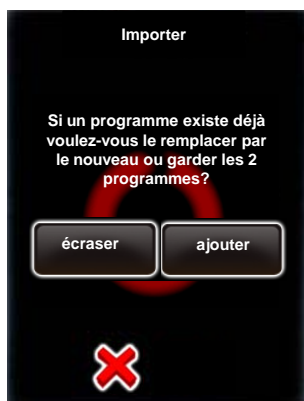 Importer
Si un programme existe déjà
voulez-vous le remplacer par
le nouveau ou garder les 2
programmes?
écraser ajouter